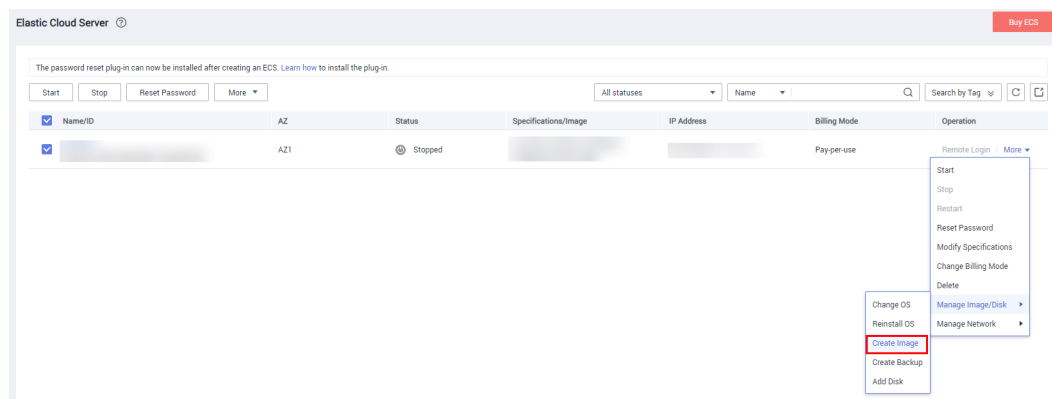 Elastic Cloud Server
Buy ECS
The password reset plug-in can now be installed after creating an ECS. Learn how to install the plug-in.
Start Stop Reset Password More All statuses Name Search by Tag
Name/ID AZ Status Specifications/Image IP Address Billing Mode Operation
AZ1 Stopped Pay-per-use Remote Login More
Start
Stop
Restart
Reset Password
Modify Specifications
Change Billing Mode
Delete
Manage Image/Disk
Manage Network
Change OS
Reinstall OS
Create Image
Create Backup
Add Disk